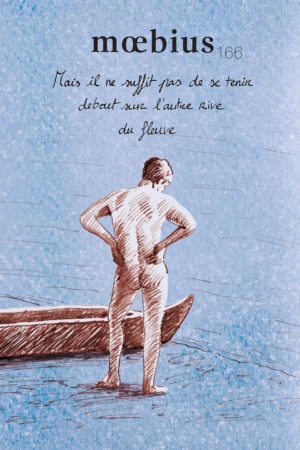 mœbius 166
Mais il ne suffit pas de se tenir
debout sur l'autre rive
du fleuve